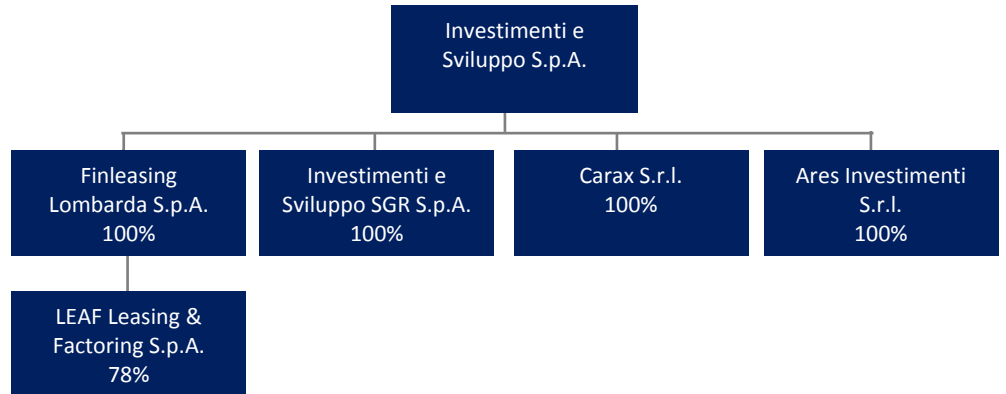 Investimenti e
Sviluppo S.p.A.
Finleasing
Lombarda S.p.A.
100%
Investimenti e
Sviluppo SGR S.p.A.
100%
Carax S.r.l.
100%
Ares Investimenti
S.r.l.
100%
LEAF Leasing &
Factoring S.p.A.
78%